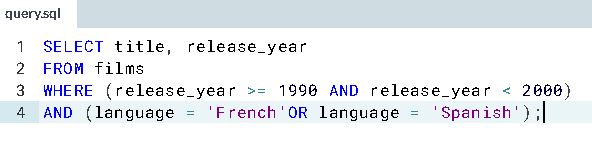 query.sql
1 SELECT title, release_year
2 FROM films
3 WHERE (release_year >= 1990 AND release_year < 2000)
4 AND (language = 'French'OR language = 'Spanish');